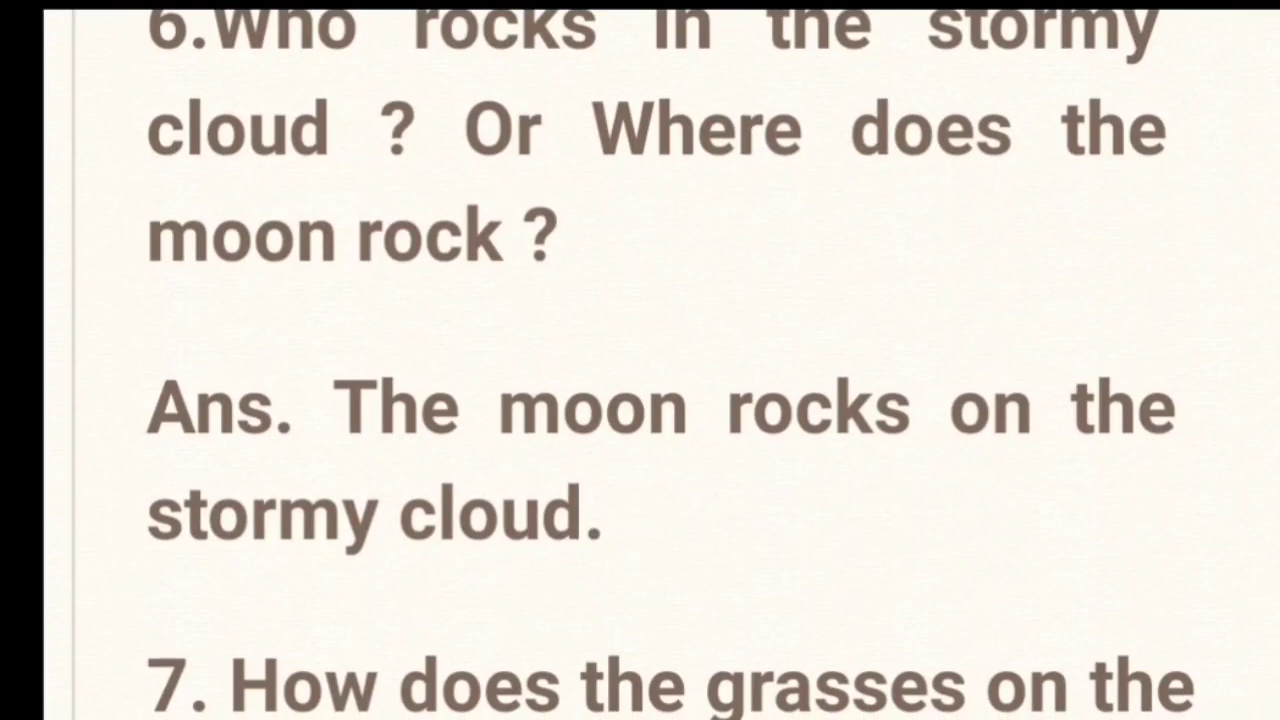 6.Who rocks in the stormy
cloud ? Or Where does the
moon rock ?
Ans. The moon rocks on the
stormy cloud.
7. How does the grasses on the